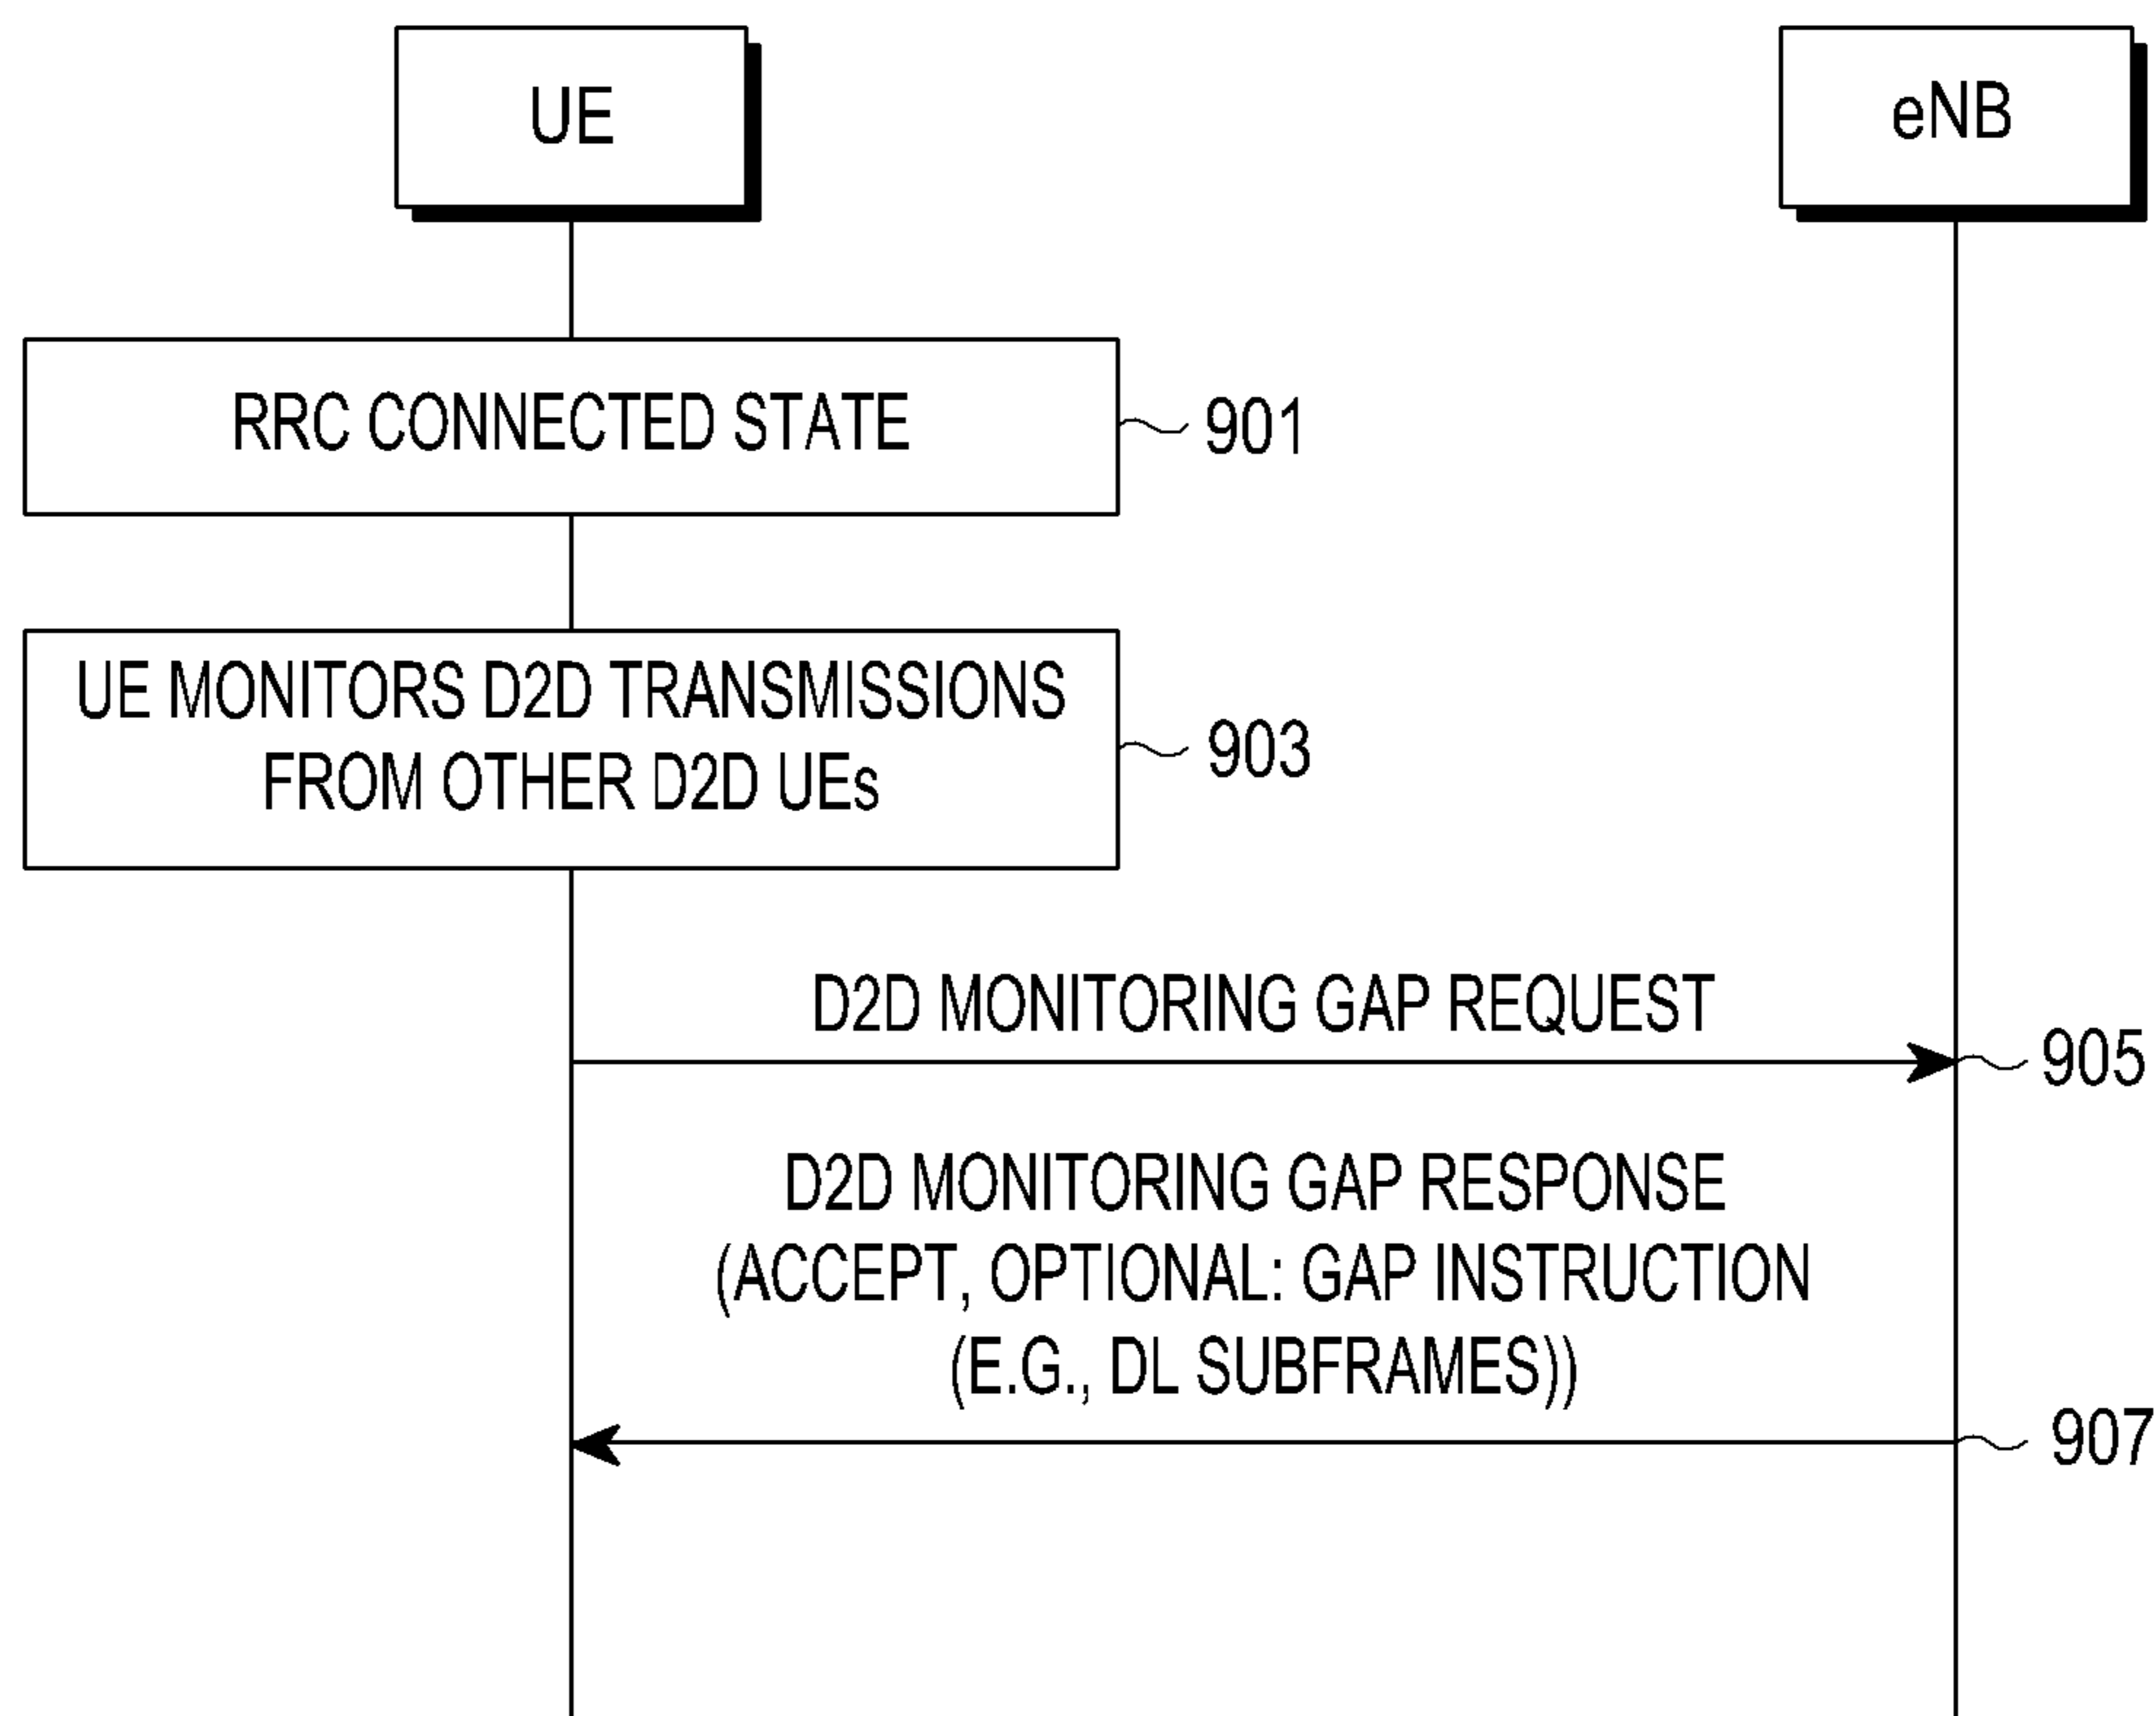 UE
eNB
RRC CONNECTED STATE
901
UE MONITORS D2D TRANSMISSIONS
FROM OTHER D2D UEs
903
D2D MONITORING GAP REQUEST
905
D2D MONITORING GAP RESPONSE
(ACCEPT, OPTIONAL: GAP INSTRUCTION
(E.G., DL SUBFRAMES))
907